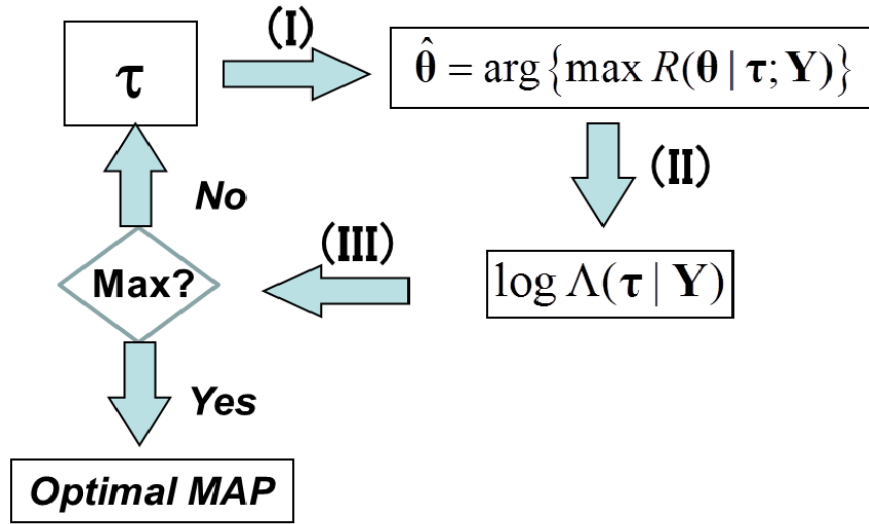 τ
(I)
θ̂ = arg{max R(θ | τ; Y)}
(II)
No
(III)
Max?
log Λ(τ | Y)
Yes
Optimal MAP